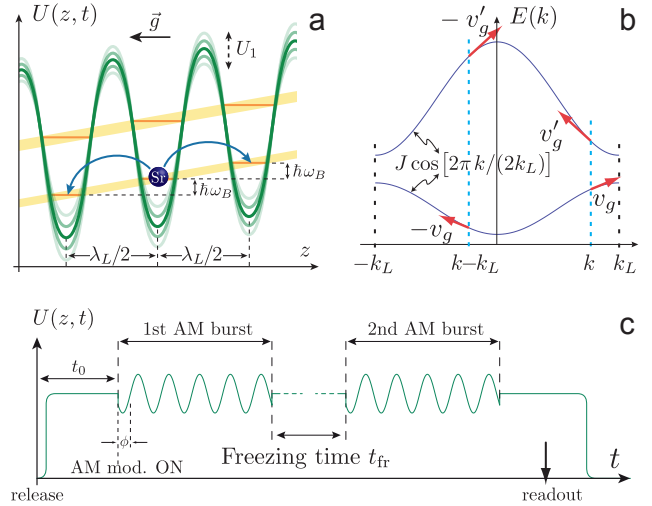 U(z,t)
g⃗
a
U₁
Sr
ħω_B
ħω_B
λ_L/2
λ_L/2
z
b
E(k)
−v′_g
v′_g
J cos[2π k/(2k_L)]
−v_g
v_g
−k_L
k−k_L
k
k_L
U(z,t)
c
1st AM burst
2nd AM burst
t₀
ϕ
AM mod. ON
Freezing time t_fr
t
release
readout